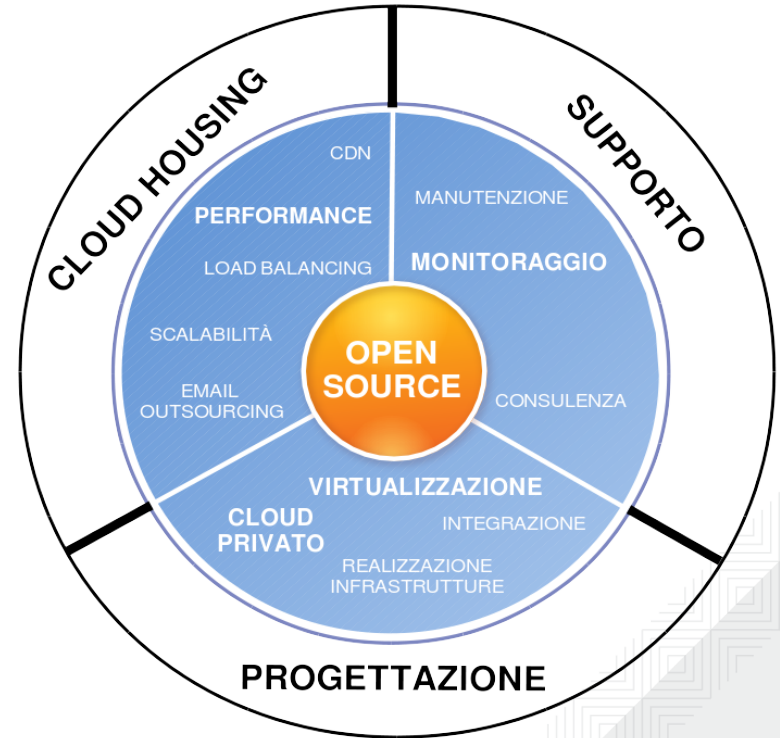 CLOUD HOUSING
SUPPORTO
CDN
PERFORMANCE
LOAD BALANCING
SCALABILITÀ
EMAIL
OUTSOURCING
MANUTENZIONE
MONITORAGGIO
CONSULENZA
OPEN
SOURCE
VIRTUALIZZAZIONE
CLOUD
PRIVATO
INTEGRAZIONE
REALIZZAZIONE
INFRASTRUTTURE
PROGETTAZIONE